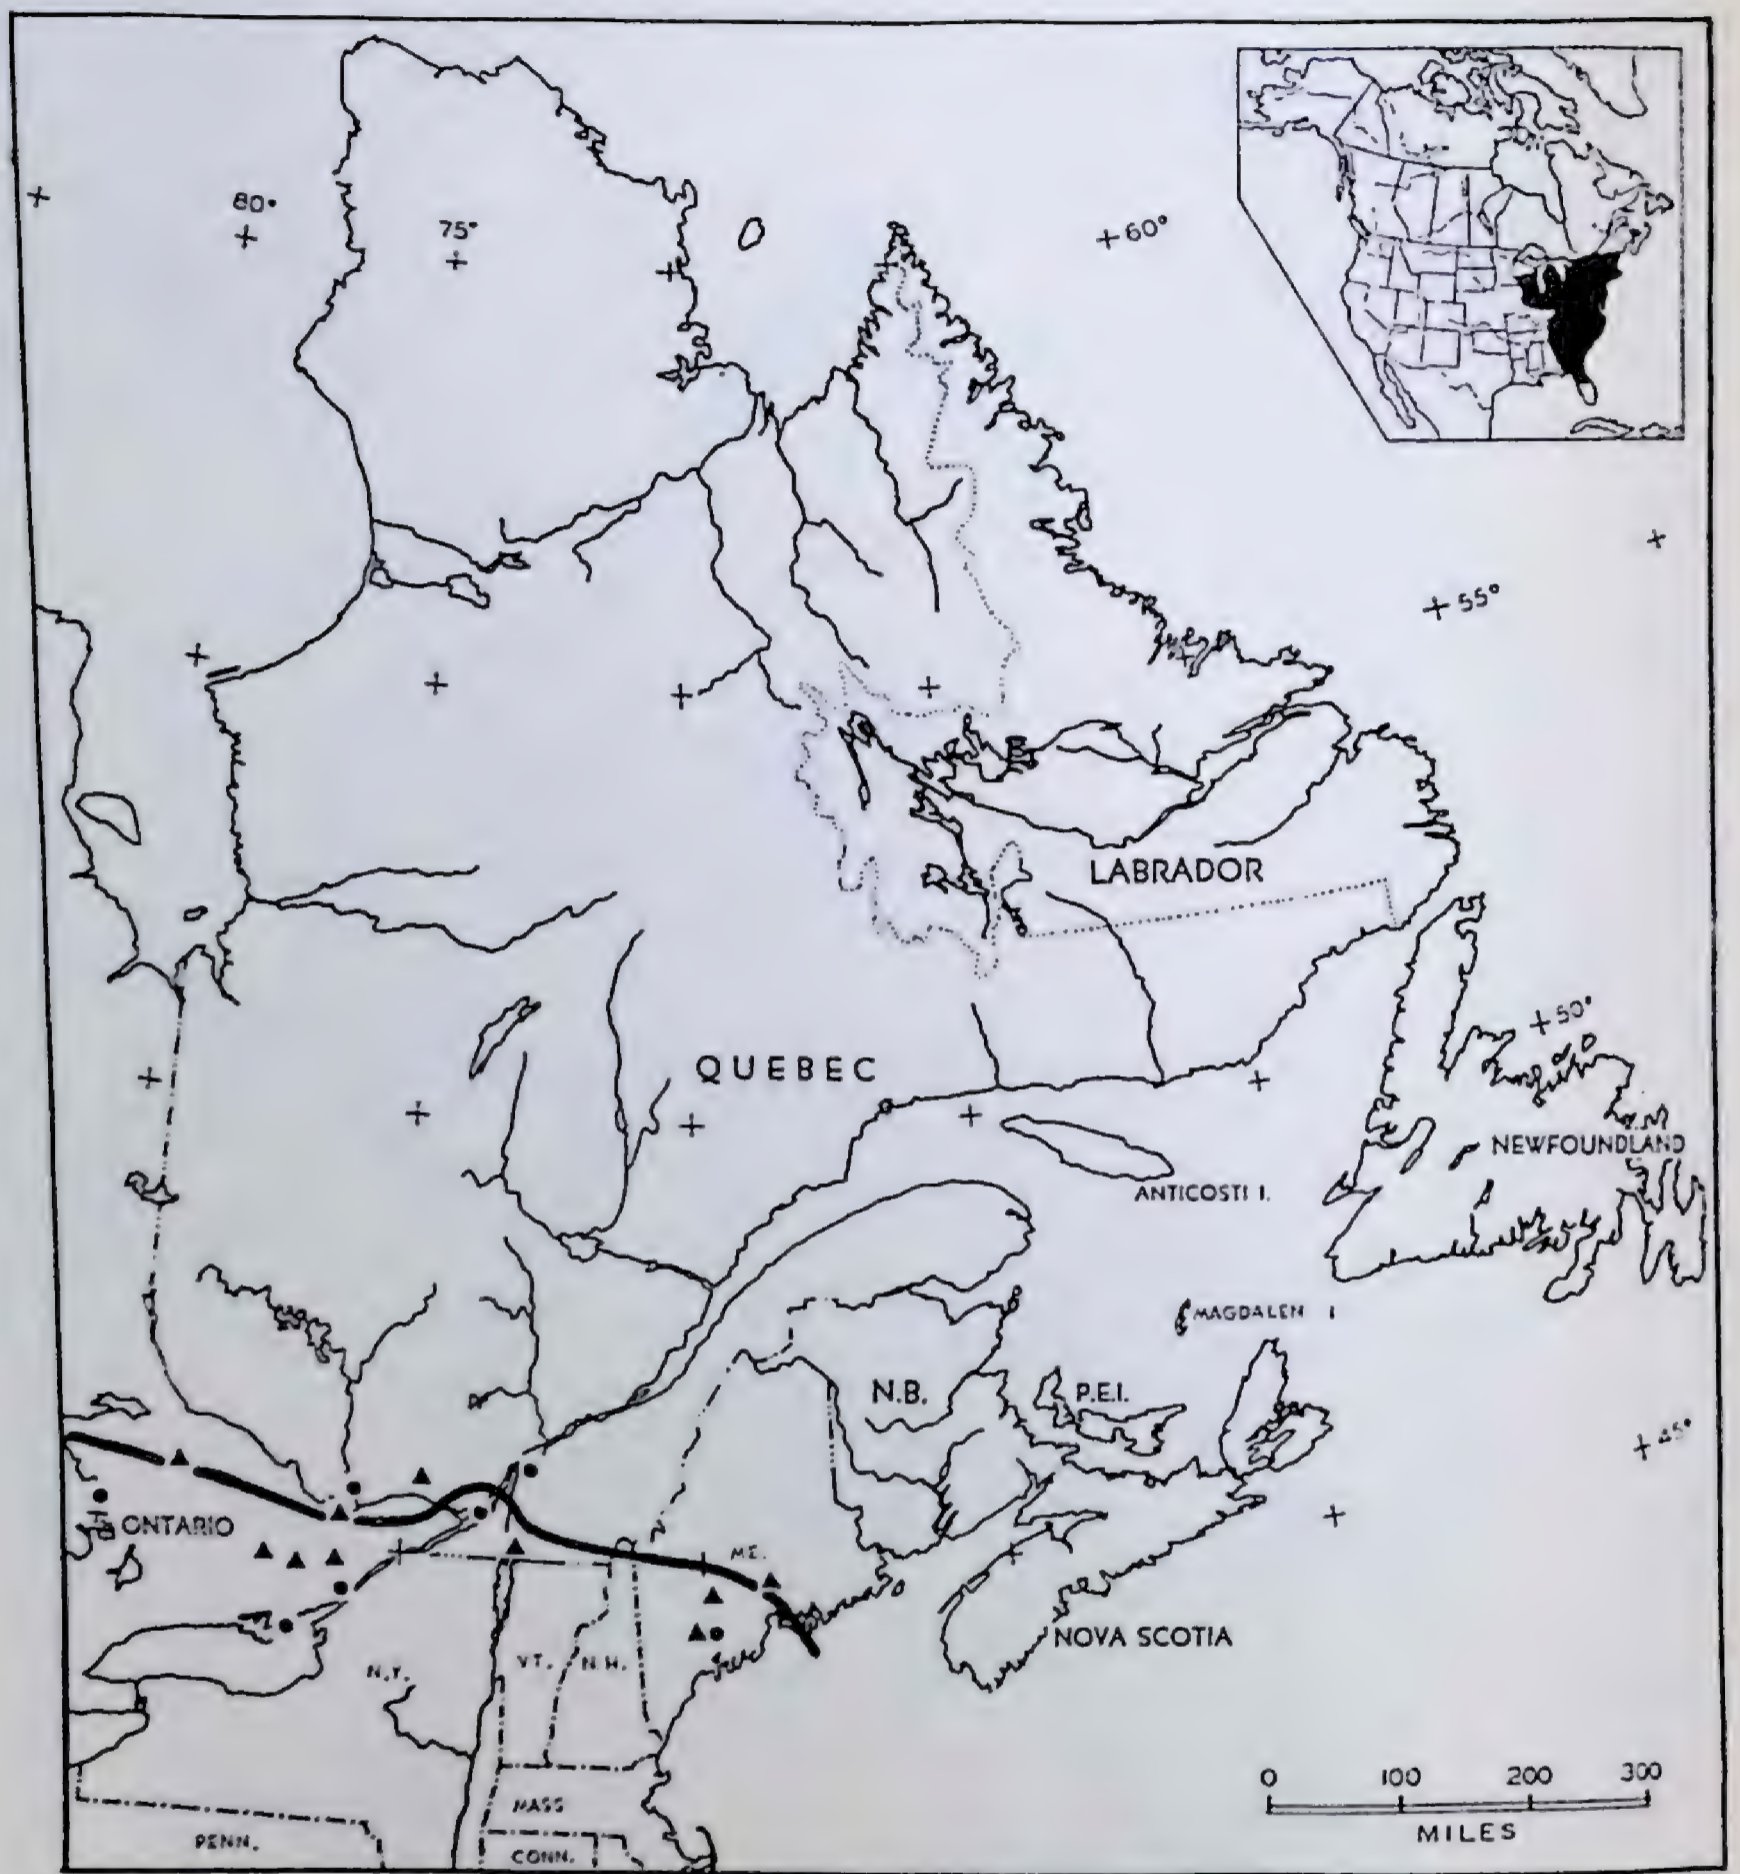 80°
75°
60°
55°
LABRADOR
50°
QUEBEC
NEWFOUNDLAND
ANTICOSTI I.
MAGDALEN I
N.B.
P.E.I.
45°
ONTARIO
ME.
NOVA SCOTIA
N.Y.
VT.
N.H.
0 100 200 300
MILES
MASS
PENN.
CONN.